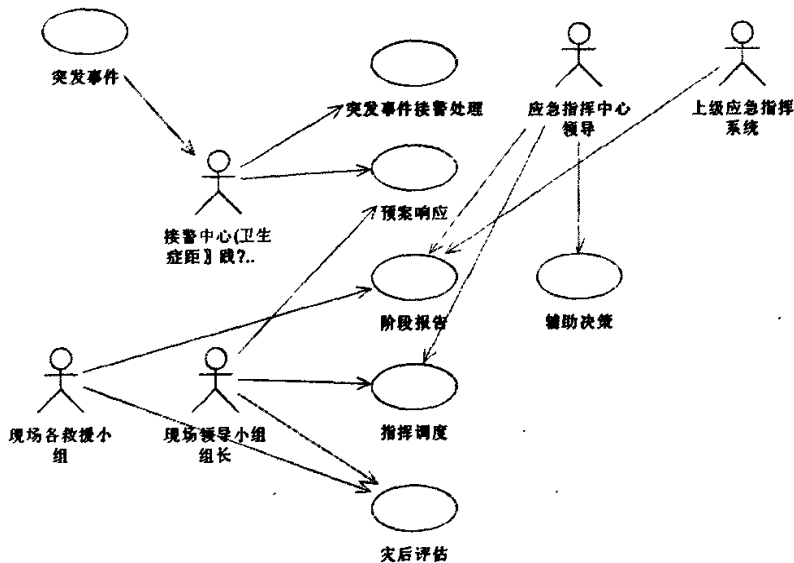 突发事件
突发事件接警处理
应急指挥中心
领导
上级应急指挥
系统
接警中心(卫生
症距〗践?..
预案响应
阶段报告
辅助决策
现场各救援小
组
现场领导小组
组长
指挥调度
灾后评估